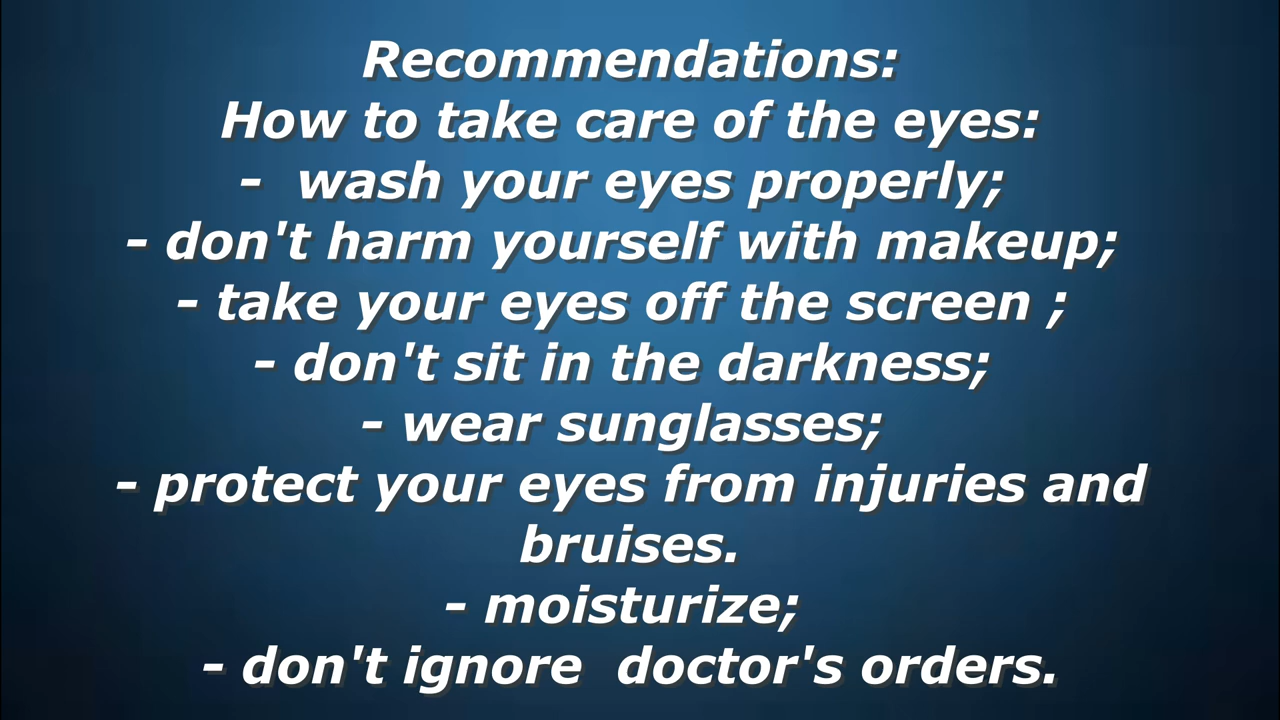 Recommendations:
How to take care of the eyes:
-  wash your eyes properly;
- don't harm yourself with makeup;
- take your eyes off the screen ;
- don't sit in the darkness;
- wear sunglasses;
- protect your eyes from injuries and
bruises.
- moisturize;
- don't ignore  doctor's orders.